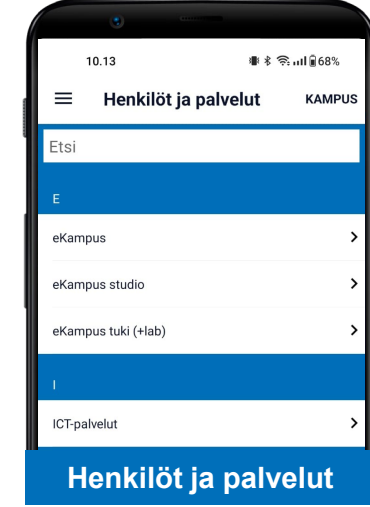 10.13 68%
Henkilöt ja palvelut KAMPUS
Etsi
E
eKampus
eKampus studio
eKampus tuki (+lab)
I
ICT-palvelut
Henkilöt ja palvelut